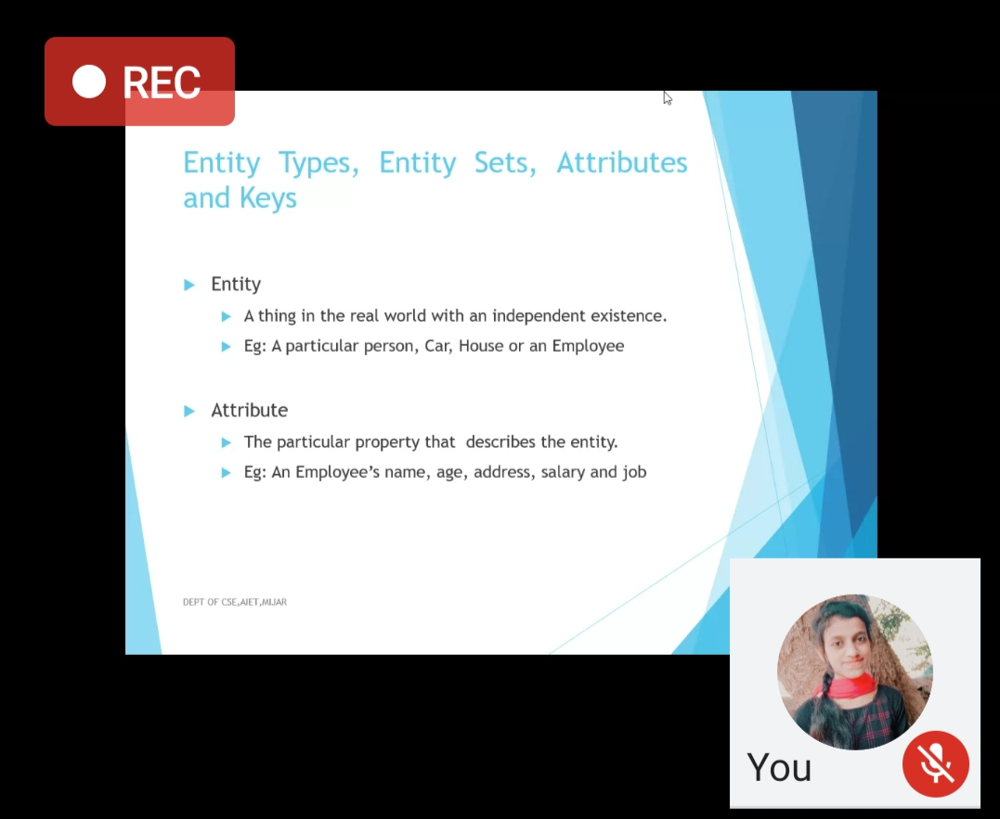 REC
Entity Types, Entity Sets, Attributes
and Keys
Entity
A thing in the real world with an independent existence.
Eg: A particular person, Car, House or an Employee
Attribute
The particular property that describes the entity.
Eg: An Employee’s name, age, address, salary and job
DEPT OF CSE,AIET,MIJAR
You